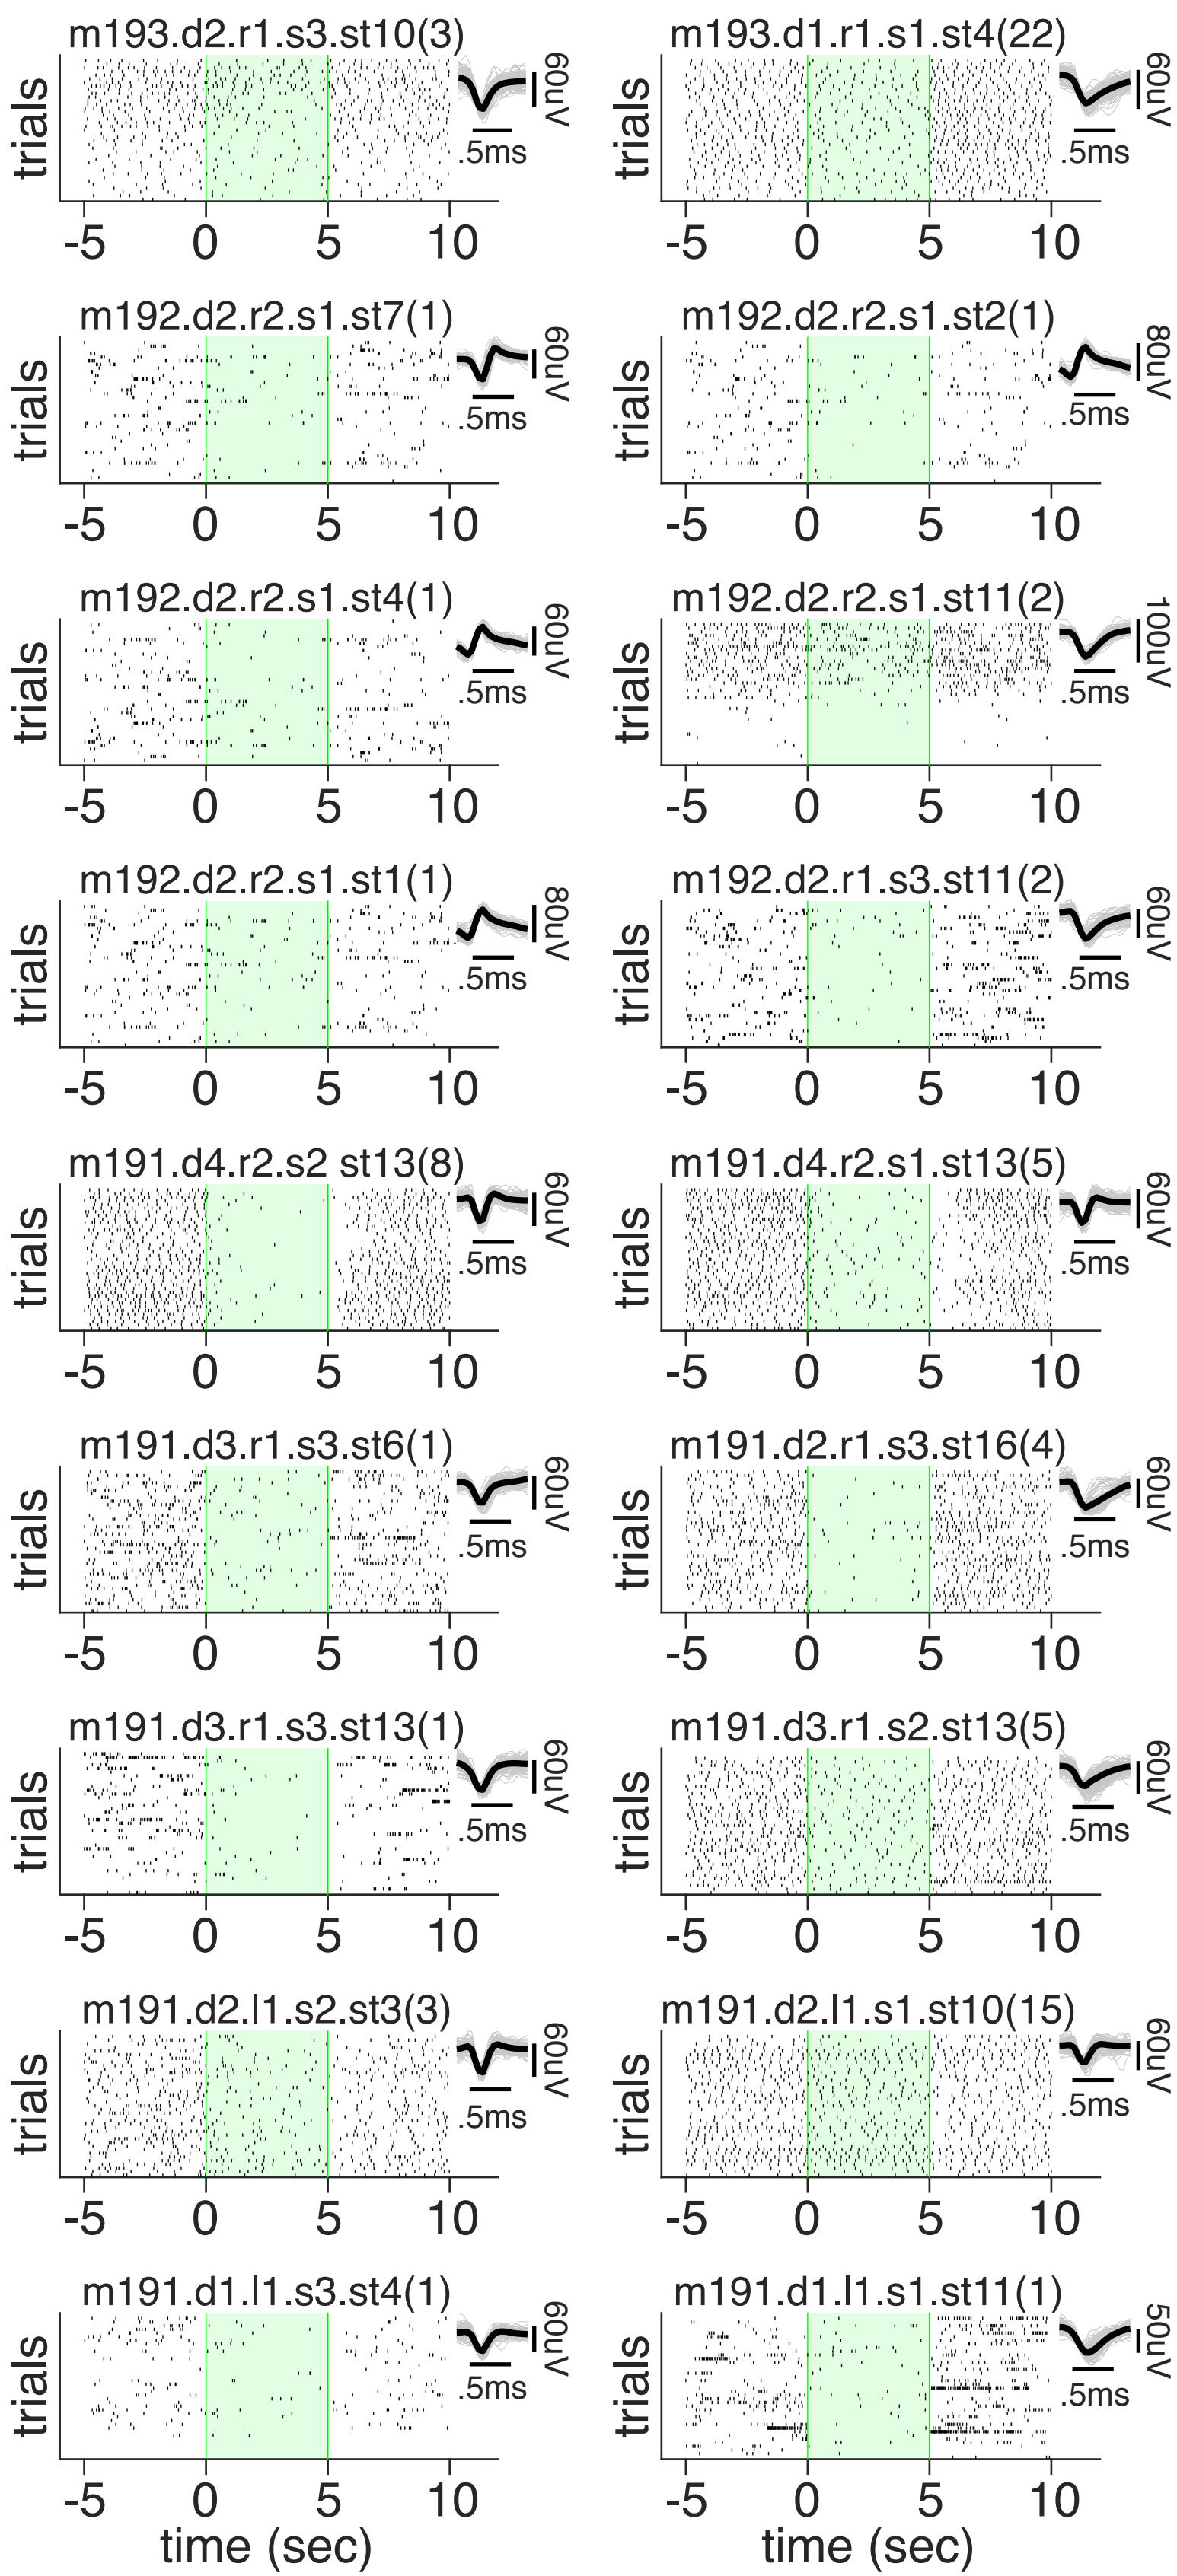 m193.d2.r1.s3.st10(3)
trials
60uV
.5ms
-5 0 5 10
m193.d1.r1.s1.st4(22)
trials
60uV
.5ms
-5 0 5 10
m192.d2.r2.s1.st7(1)
trials
60uV
.5ms
-5 0 5 10
m192.d2.r2.s1.st2(1)
trials
80uV
.5ms
-5 0 5 10
m192.d2.r2.s1.st4(1)
trials
60uV
.5ms
-5 0 5 10
m192.d2.r2.s1.st11(2)
trials
100uV
.5ms
-5 0 5 10
m192.d2.r2.s1.st1(1)
trials
80uV
.5ms
-5 0 5 10
m192.d2.r1.s3.st11(2)
trials
60uV
.5ms
-5 0 5 10
m191.d4.r2.s2 st13(8)
trials
60uV
.5ms
-5 0 5 10
m191.d4.r2.s1.st13(5)
trials
60uV
.5ms
-5 0 5 10
m191.d3.r1.s3.st6(1)
trials
60uV
.5ms
-5 0 5 10
m191.d2.r1.s3.st16(4)
trials
60uV
.5ms
-5 0 5 10
m191.d3.r1.s3.st13(1)
trials
60uV
.5ms
-5 0 5 10
m191.d3.r1.s2.st13(5)
trials
60uV
.5ms
-5 0 5 10
m191.d2.l1.s2.st3(3)
trials
60uV
.5ms
-5 0 5 10
m191.d2.l1.s1.st10(15)
trials
60uV
.5ms
-5 0 5 10
m191.d1.l1.s3.st4(1)
trials
60uV
.5ms
-5 0 5 10
time (sec)
m191.d1.l1.s1.st11(1)
trials
50uV
.5ms
-5 0 5 10
time (sec)